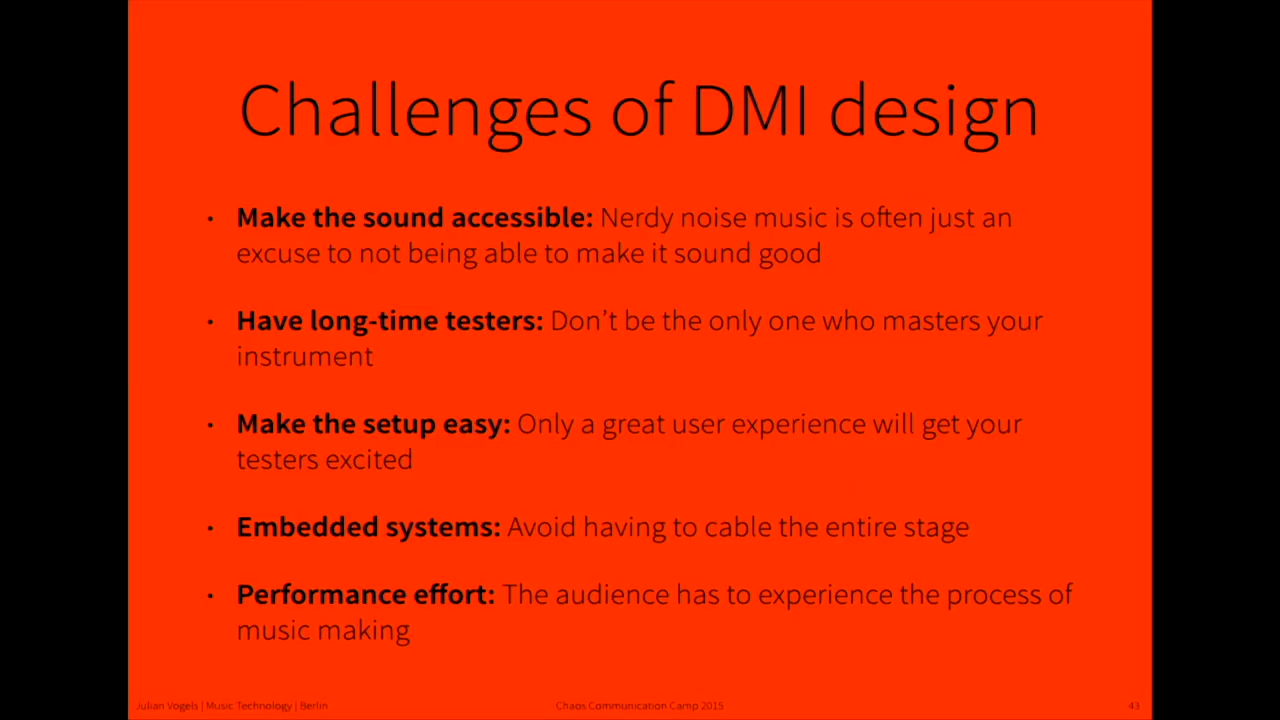 Challenges of DMI design
• Make the sound accessible: Nerdy noise music is often just an
excuse to not being able to make it sound good
• Have long-time testers: Don’t be the only one who masters your
instrument
• Make the setup easy: Only a great user experience will get your
testers excited
• Embedded systems: Avoid having to cable the entire stage
• Performance effort: The audience has to experience the process of
music making
Julian Vogels | Music Technology | Berlin
Chaos Communication Camp 2015
43